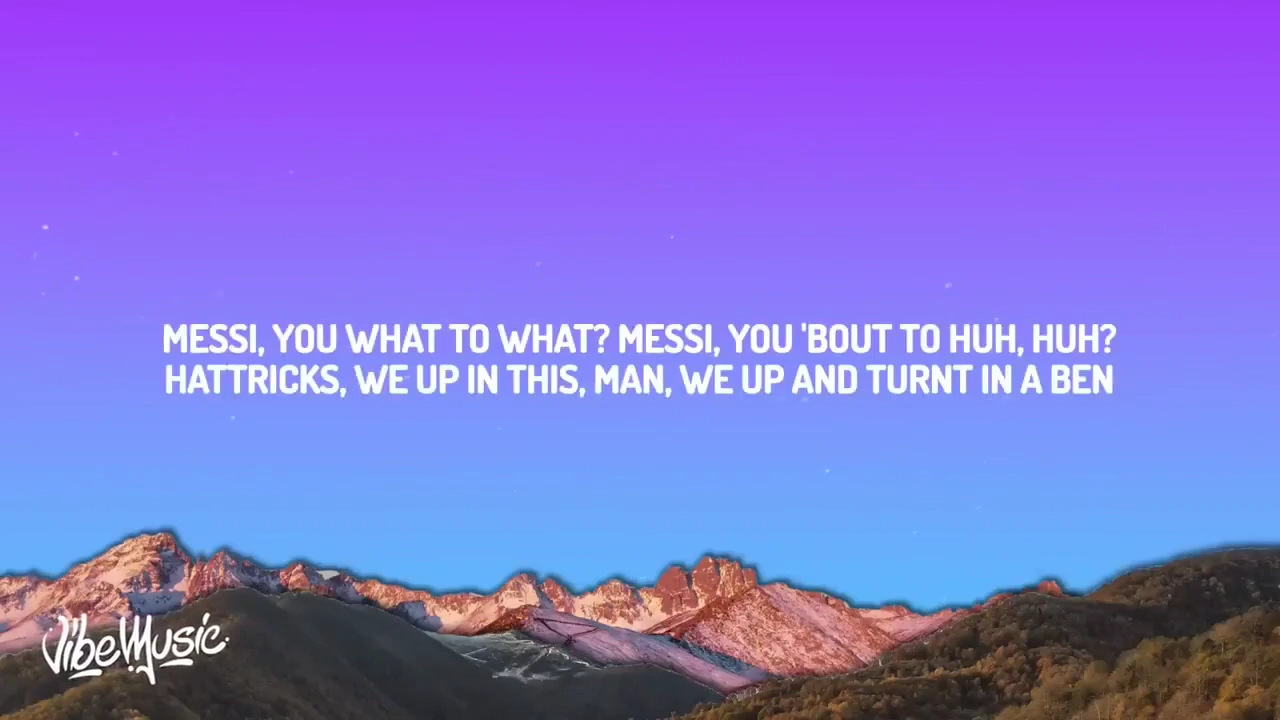 MESSI, YOU WHAT TO WHAT? MESSI, YOU 'BOUT TO HUH, HUH?
HATTRICKS, WE UP IN THIS, MAN, WE UP AND TURNT IN A BEN
VibeMusic